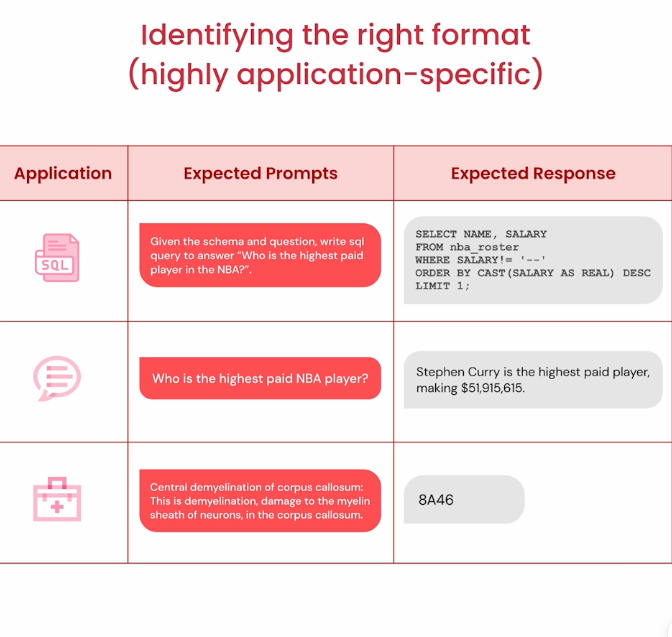 Identifying the right format
(highly application-specific)
Application
Expected Prompts
Expected Response
SQL
Given the schema and question, write sql
query to answer “Who is the highest paid
player in the NBA?”.
SELECT NAME, SALARY
FROM nba_roster
WHERE SALARY!= '--'
ORDER BY CAST(SALARY AS REAL) DESC
LIMIT 1;
Who is the highest paid NBA player?
Stephen Curry is the highest paid player,
making $51,915,615.
Central demyelination of corpus callosum:
This is demyelination, damage to the myelin
sheath of neurons, in the corpus callosum.
8A46